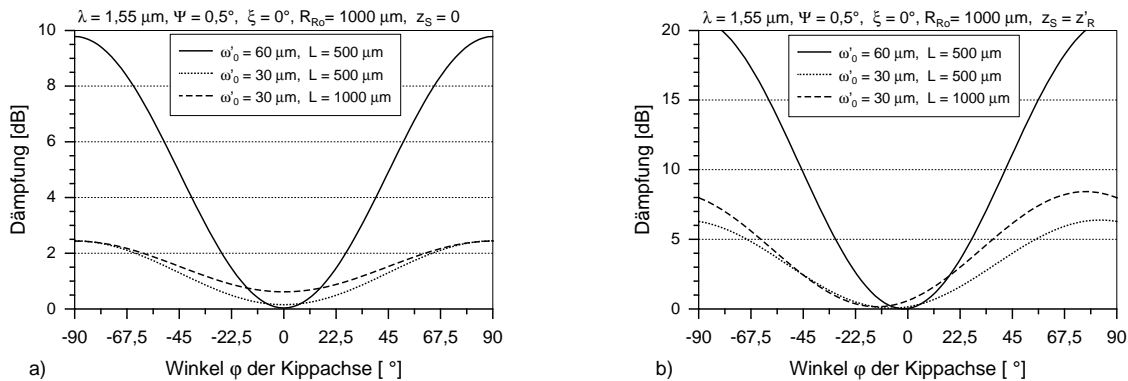 λ = 1,55 µm, Ψ = 0,5°, ξ = 0°, R_Ro = 1000 µm, z_S = 0
10
8
6
4
2
0
Dämpfung [dB]
ω'_0 = 60 µm, L = 500 µm
ω'_0 = 30 µm, L = 500 µm
ω'_0 = 30 µm, L = 1000 µm
-90 -67,5 -45 -22,5 0 22,5 45 67,5 90
a) Winkel φ der Kippachse [ °]
λ = 1,55 µm, Ψ = 0,5°, ξ = 0°, R_Ro = 1000 µm, z_S = z'_R
20
15
10
5
0
Dämpfung [dB]
ω'_0 = 60 µm, L = 500 µm
ω'_0 = 30 µm, L = 500 µm
ω'_0 = 30 µm, L = 1000 µm
-90 -67,5 -45 -22,5 0 22,5 45 67,5 90
b) Winkel φ der Kippachse [ °]